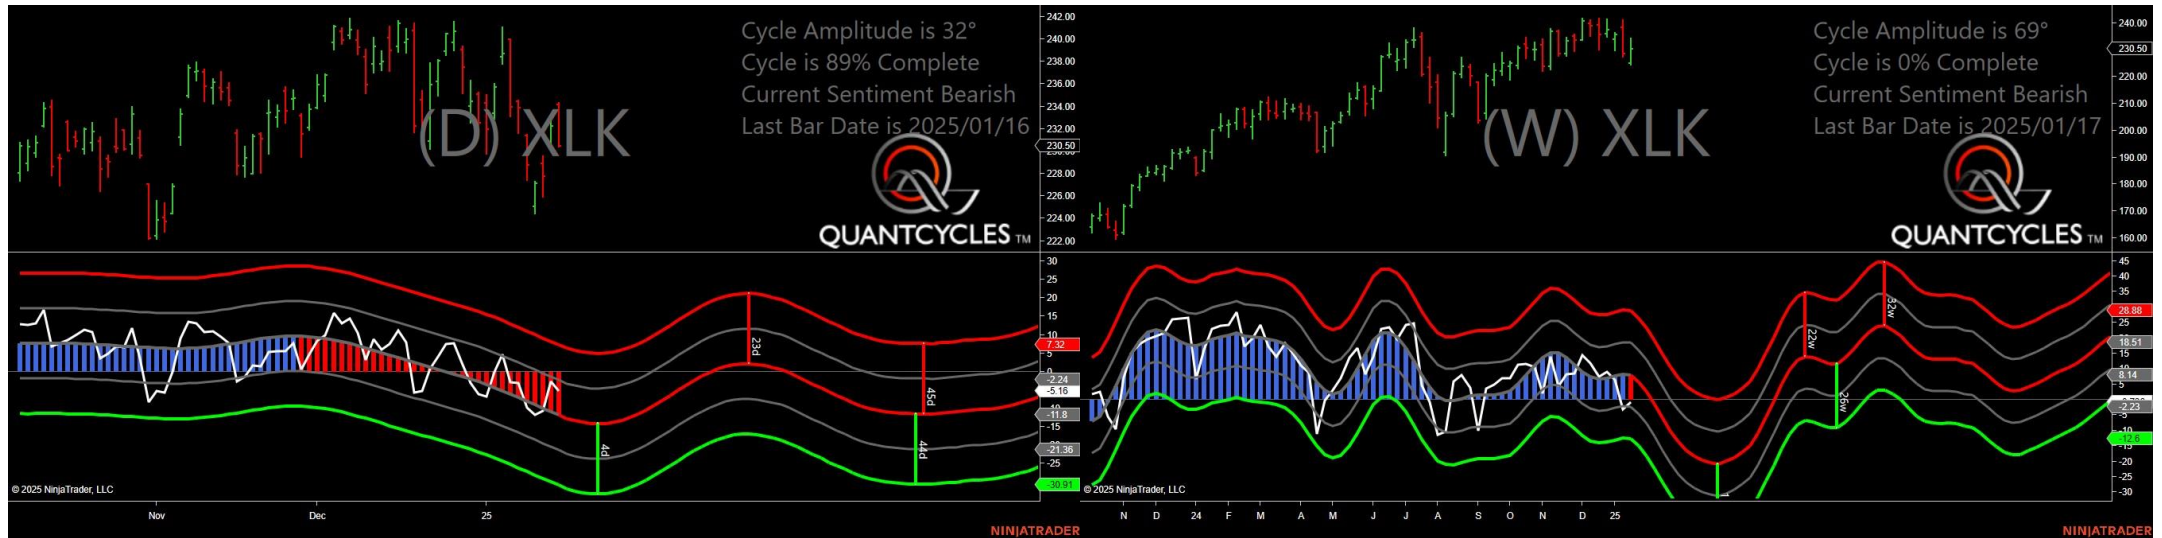 Cycle Amplitude is 32°
Cycle is 89% Complete
Current Sentiment Bearish
Last Bar Date is 2025/01/16
(D) XLK
QUANTCYCLES TM
242.00
240.00
238.00
236.00
234.00
232.00
230.50
228.00
226.00
224.00
222.00
30
25
20
15
10
7.32
5
0
-2.24
-5.16
-11.8
-15
-21.36
-25
-30.91
23d
45d
4d
44d
© 2025 NinjaTrader, LLC
Nov
Dec
25
NINJATRADER
Cycle Amplitude is 69°
Cycle is 0% Complete
Current Sentiment Bearish
Last Bar Date is 2025/01/17
(W) XLK
QUANTCYCLES TM
240.00
230.50
220.00
210.00
200.00
190.00
180.00
170.00
160.00
45
40
35
28.88
25
18.51
15
8.14
5
-2.23
-12.6
-20
-25
-30
22w
32w
26w
© 2025 NinjaTrader, LLC
N D 24 F M A M J J A S O N D 25
NINJATRADER